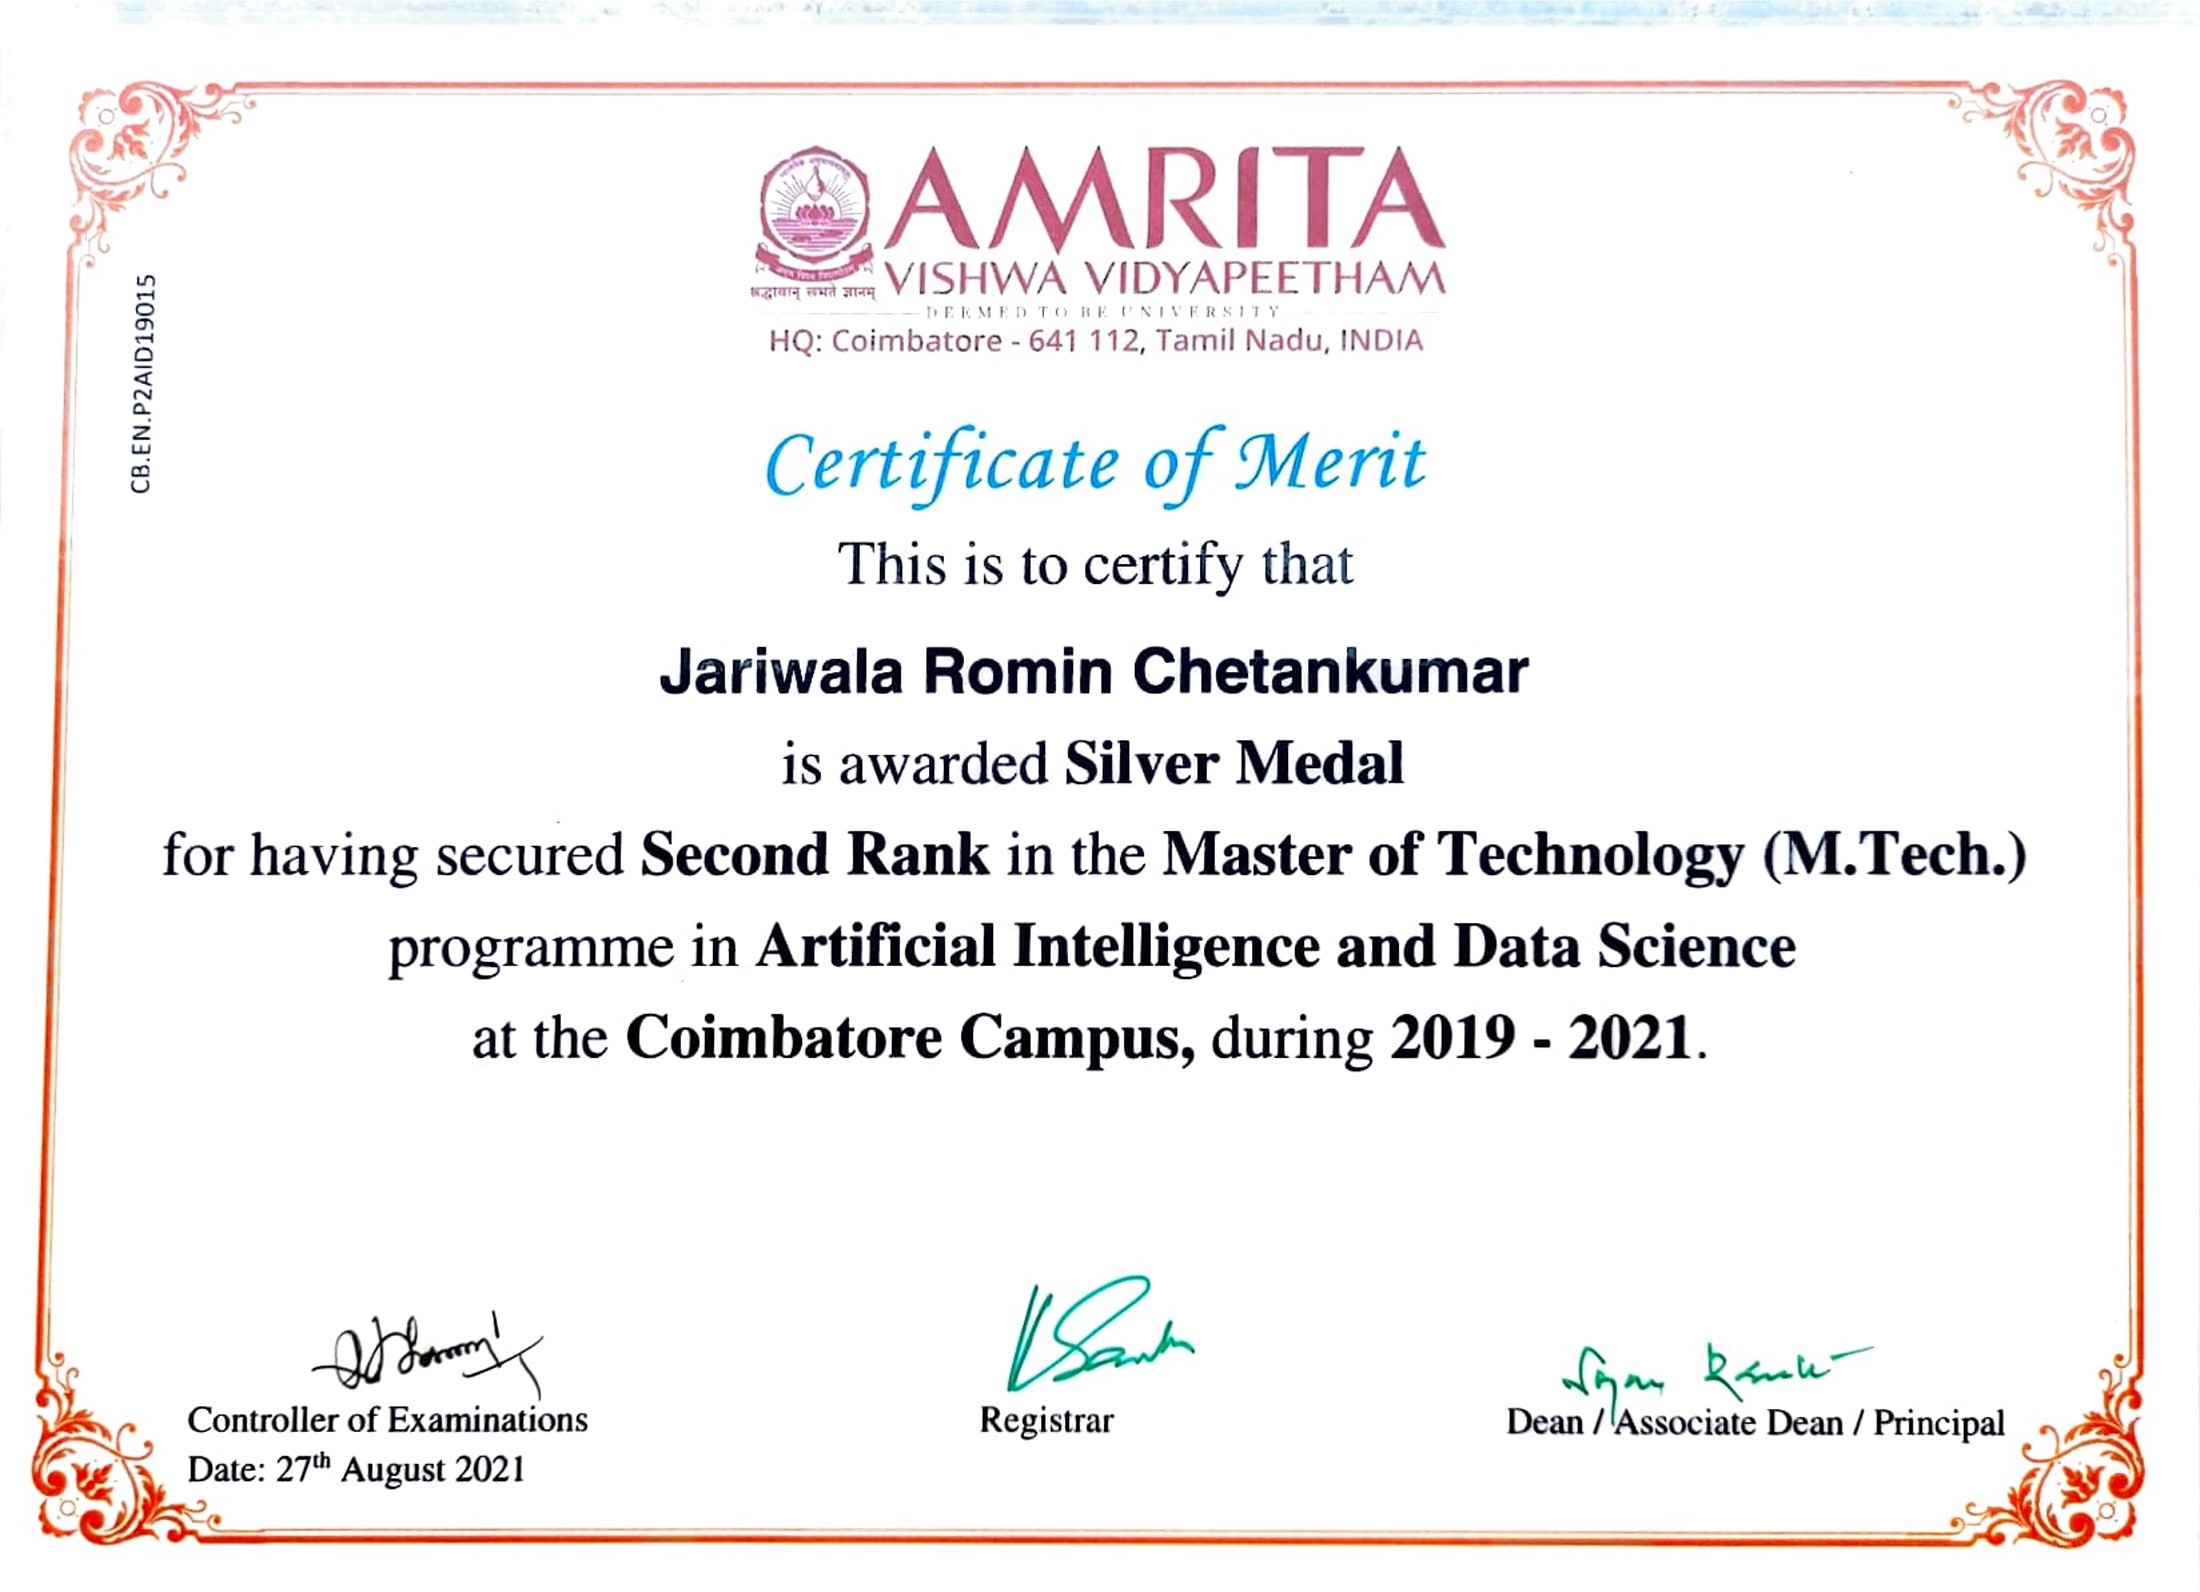 CB.EN.P2AID19015
AMRITA
VISHWA VIDYAPEETHAM
श्रद्धावान् लभते ज्ञानम्
DEEMED TO BE UNIVERSITY
HQ: Coimbatore - 641 112, Tamil Nadu, INDIA
Certificate of Merit
This is to certify that
Jariwala Romin Chetankumar
is awarded Silver Medal
for having secured Second Rank in the Master of Technology (M.Tech.)
programme in Artificial Intelligence and Data Science
at the Coimbatore Campus, during 2019 - 2021.
Controller of Examinations
Date: 27th August 2021
Registrar
Dean / Associate Dean / Principal